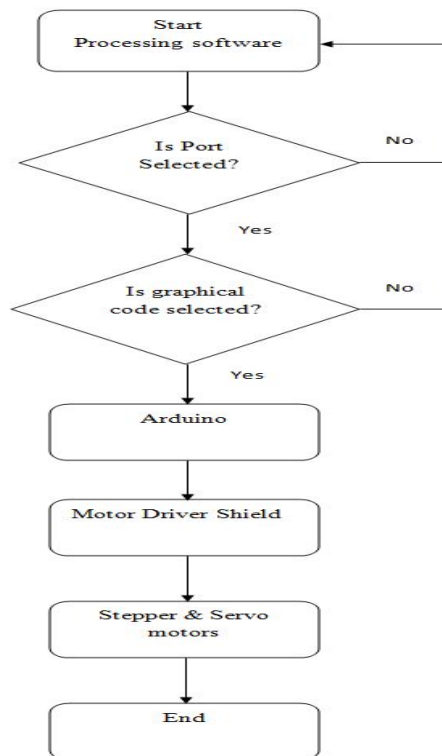 Start
Processing software
Is Port
Selected?
No
Yes
Is graphical
code selected?
No
Yes
Arduino
Motor Driver Shield
Stepper & Servo
motors
End